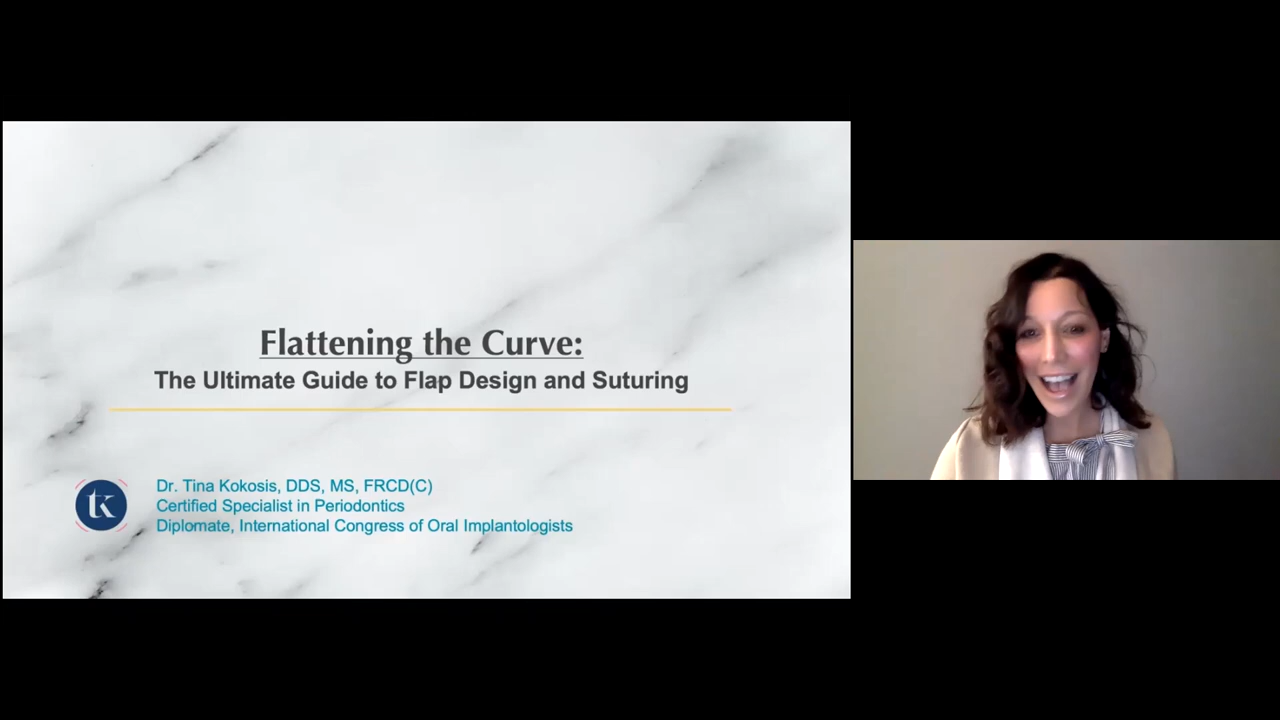 Flattening the Curve:
The Ultimate Guide to Flap Design and Suturing
tk
Dr. Tina Kokosis, DDS, MS, FRCD(C)
Certified Specialist in Periodontics
Diplomate, International Congress of Oral Implantologists